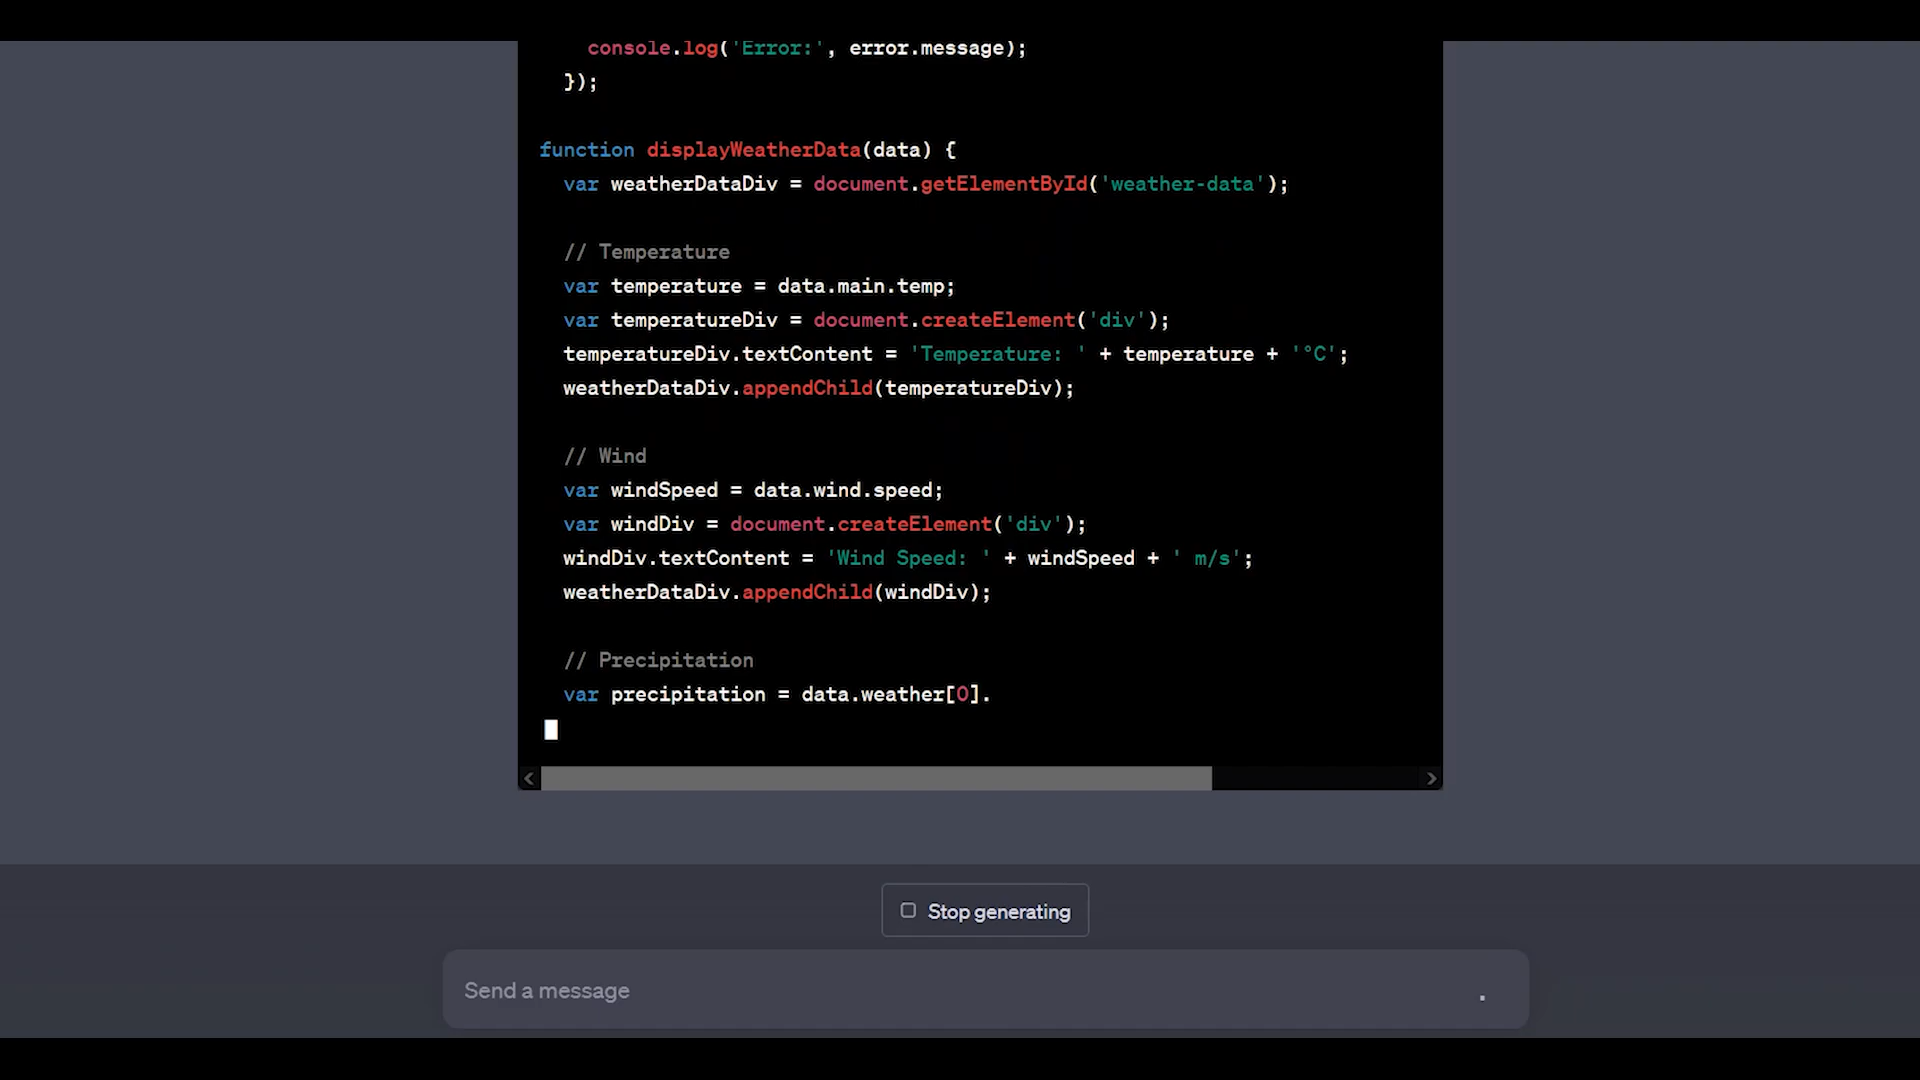 console.log('Error:', error.message);
});
function displayWeatherData(data) {
var weatherDataDiv = document.getElementById('weather-data');
// Temperature
var temperature = data.main.temp;
var temperatureDiv = document.createElement('div');
temperatureDiv.textContent = 'Temperature: ' + temperature + '°C';
weatherDataDiv.appendChild(temperatureDiv);
// Wind
var windSpeed = data.wind.speed;
var windDiv = document.createElement('div');
windDiv.textContent = 'Wind Speed: ' + windSpeed + ' m/s';
weatherDataDiv.appendChild(windDiv);
// Precipitation
var precipitation = data.weather[0].
Stop generating
Send a message